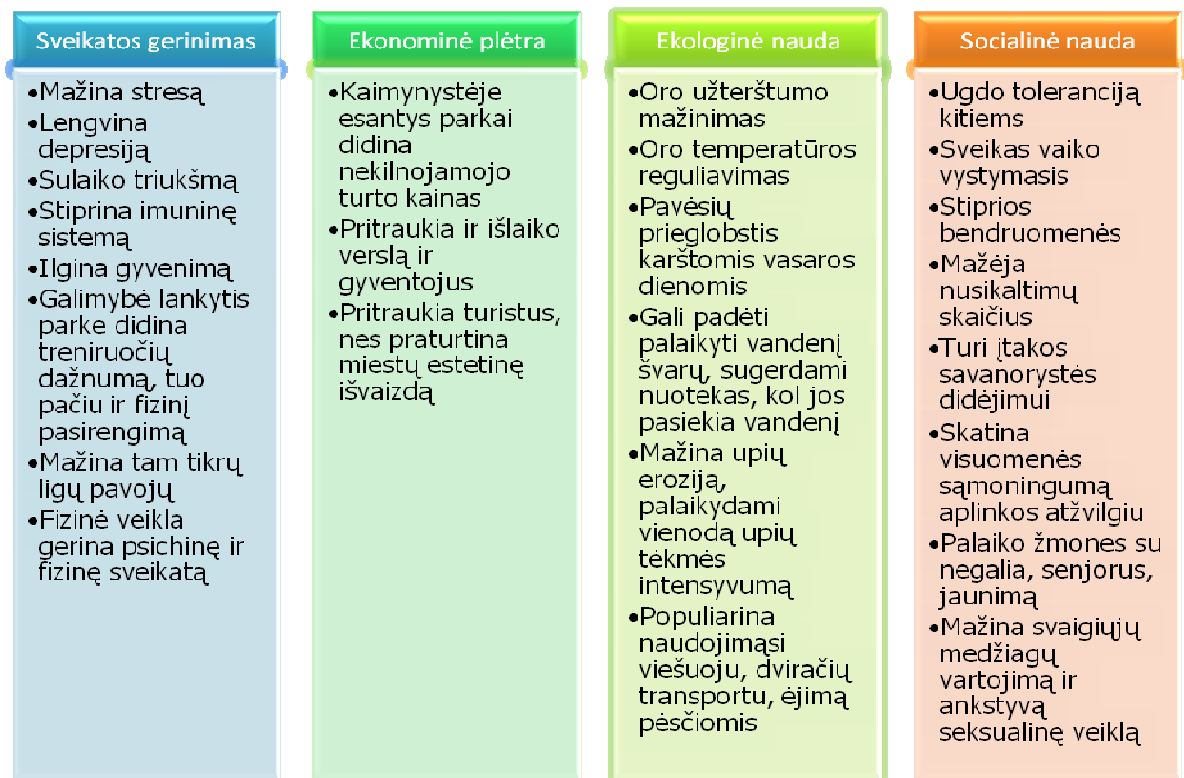 Sveikatos gerinimas
•Mažina stresą
•Lengvina
depresiją
•Sulaiko triukšmą
•Stiprina imuninę
sistemą
•Ilgina gyvenimą
•Galimybė lankytis
parke didina
treniruočių
dažnumą, tuo
pačiu ir fizinį
pasirengimą
•Mažina tam tikrų
ligų pavojų
•Fizinė veikla
gerina psichinę ir
fizinę sveikatą
Ekonominė plėtra
•Kaimynystėje
esantys parkai
didina
nekilnojamojo
turto kainas
•Pritraukia ir išlaiko
verslą ir
gyventojus
•Pritraukia turistus,
nes praturtina
miestų estetinę
išvaizdą
Ekologinė nauda
•Oro užterštumo
mažinimas
•Oro temperatūros
reguliavimas
•Pavėsių
prieglobstis
karštomis vasaros
dienomis
•Gali padėti
palaikyti vandenį
švarų, sugerdami
nuotekas, kol jos
pasiekia vandenį
•Mažina upių
eroziją,
palaikydami
vienodą upių
tėkmės
intensyvumą
•Populiarina
naudojimąsi
viešuoju, dviračių
transportu, ėjimą
pėsčiomis
Socialinė nauda
•Ugdo toleranciją
kitiems
•Sveikas vaiko
vystymasis
•Stiprios
bendruomenės
•Mažėja
nusikaltimų
skaičius
•Turi įtakos
savanorystės
didėjimui
•Skatina
visuomenės
sąmoningumą
aplinkos atžvilgiu
•Palaiko žmones su
negalia, senjorus,
jaunimą
•Mažina svaigiųjų
medžiagų
vartojimą ir
ankstyvą
seksualinę veiklą